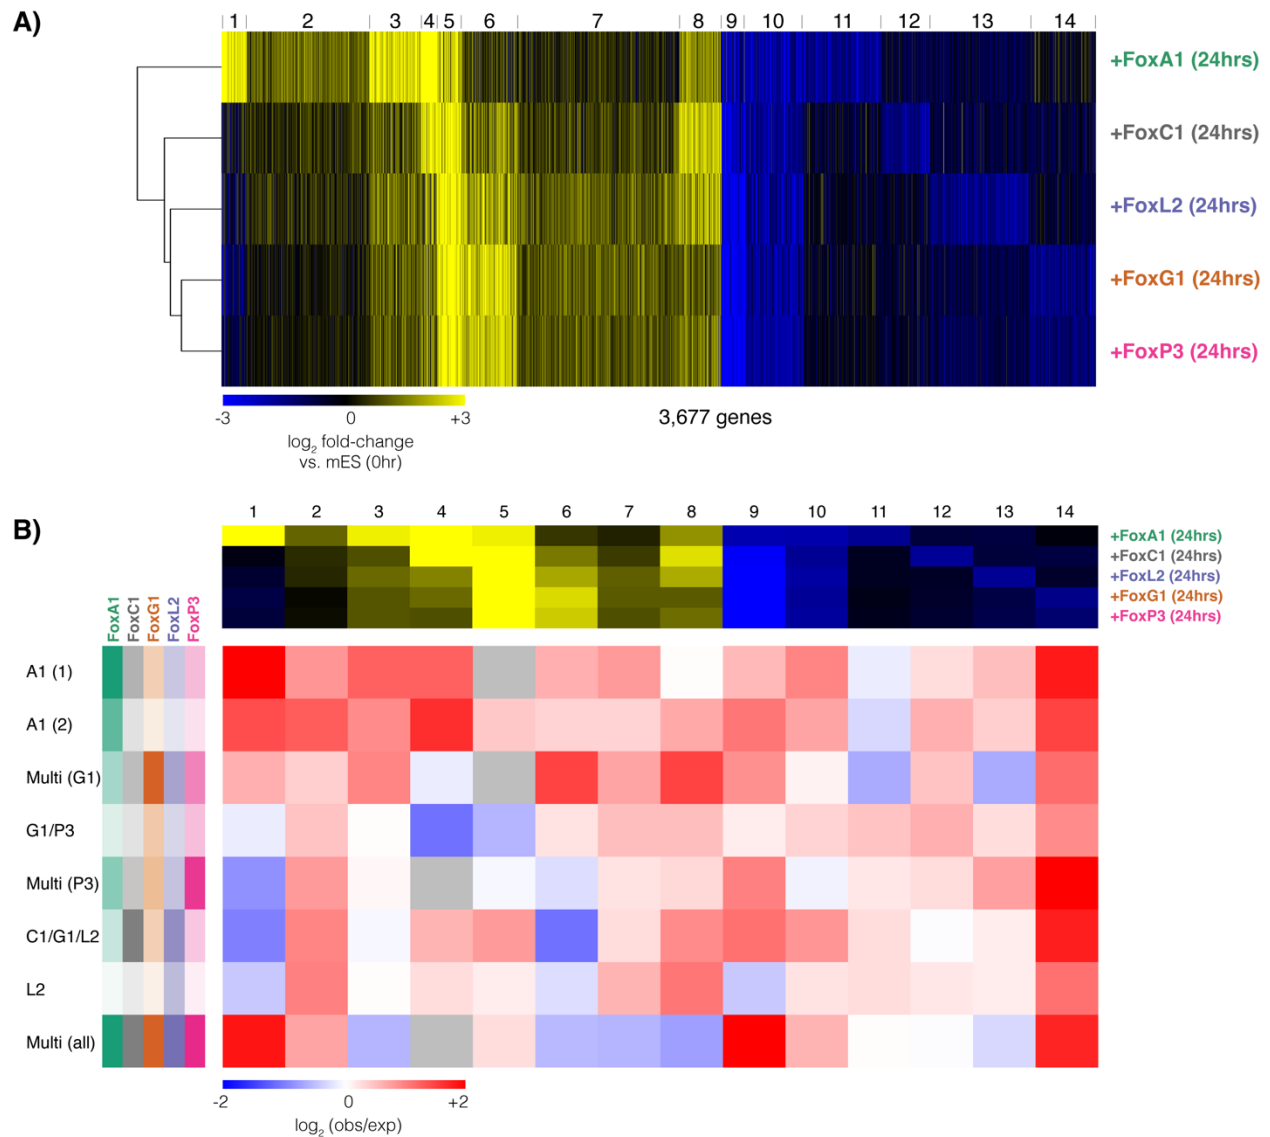 A)
1 2 3 4 5 6 7 8 9 10 11 12 13 14
+FoxA1 (24hrs)
+FoxC1 (24hrs)
+FoxL2 (24hrs)
+FoxG1 (24hrs)
+FoxP3 (24hrs)
-3 0 +3
3,677 genes
log2 fold-change
vs. mES (0hr)
B)
1 2 3 4 5 6 7 8 9 10 11 12 13 14
+FoxA1 (24hrs)
+FoxC1 (24hrs)
+FoxL2 (24hrs)
+FoxG1 (24hrs)
+FoxP3 (24hrs)
FoxA1
FoxC1
FoxG1
FoxL2
FoxP3
A1 (1)
A1 (2)
Multi (G1)
G1/P3
Multi (P3)
C1/G1/L2
L2
Multi (all)
-2 0 +2
log2 (obs/exp)